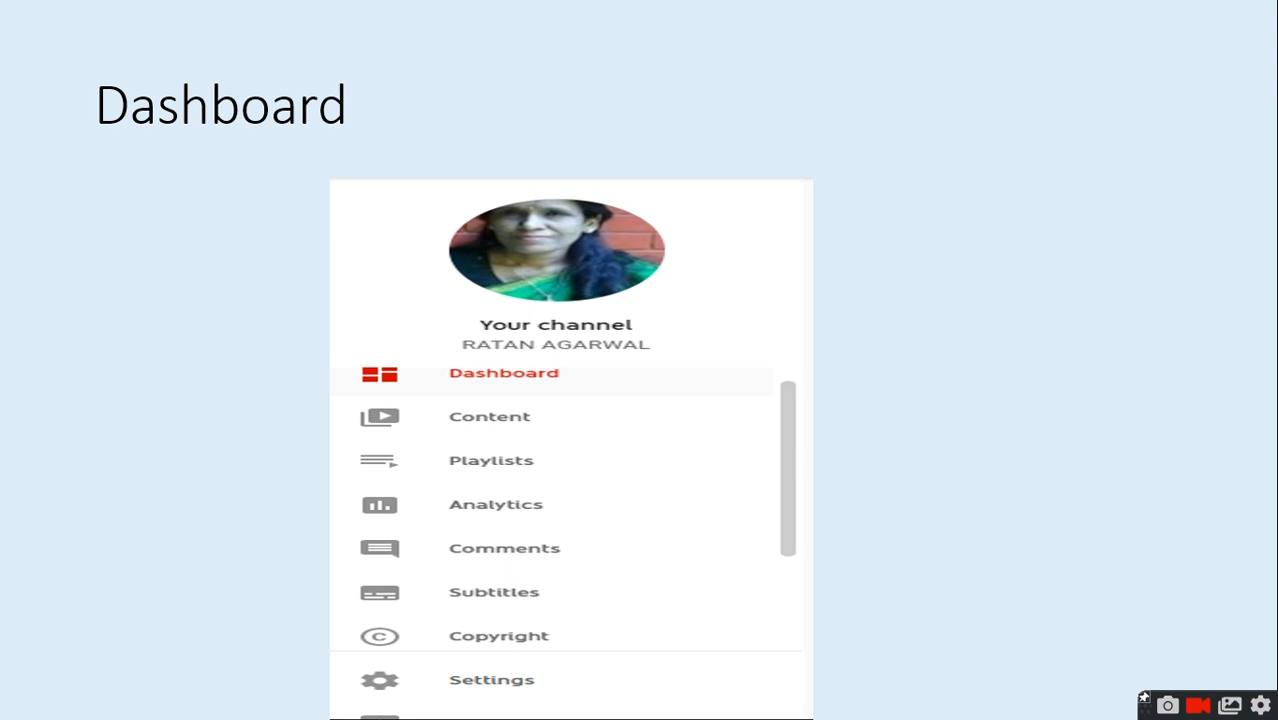 Dashboard
Your channel
RATAN AGARWAL
Dashboard
Content
Playlists
Analytics
Comments
Subtitles
Copyright
Settings